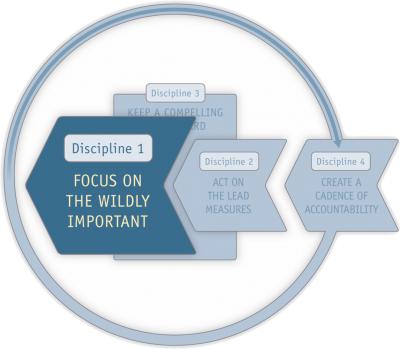 Discipline 3
KEEP A COMPELLING
RD
Discipline 1
FOCUS ON
THE WILDLY
IMPORTANT
Discipline 2
ACT ON
THE LEAD
MEASURES
Discipline 4
CREATE A
CADENCE OF
ACCOUNTABILITY